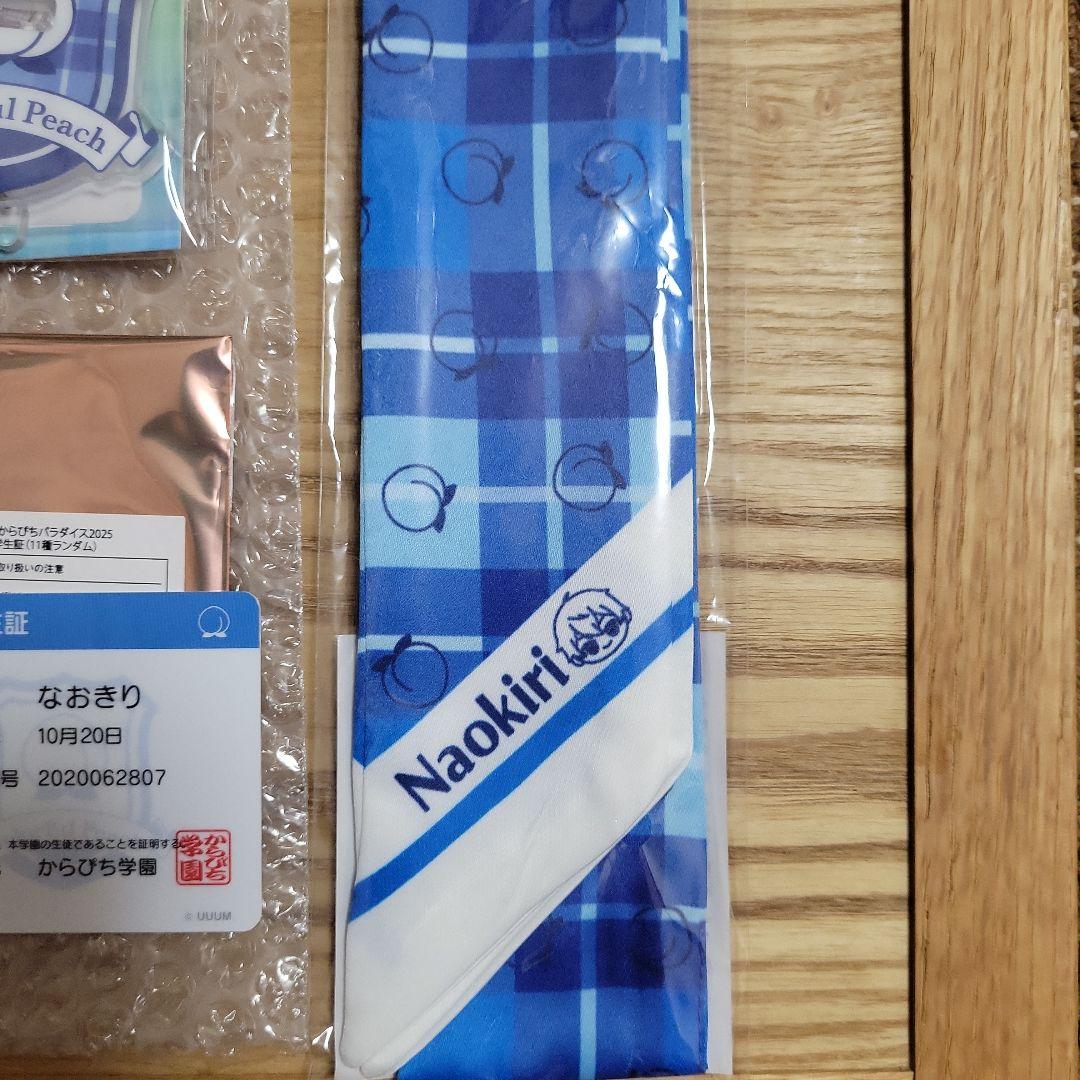 ul Peach
からぴちパラダイス2025
学生証(11種ランダム)
取り扱いの注意
生証
なおきり
10月20日
号 2020062807
本学園の生徒であることを証明する
からぴち学園
からぴち
学園
© UUUM
Naokiri